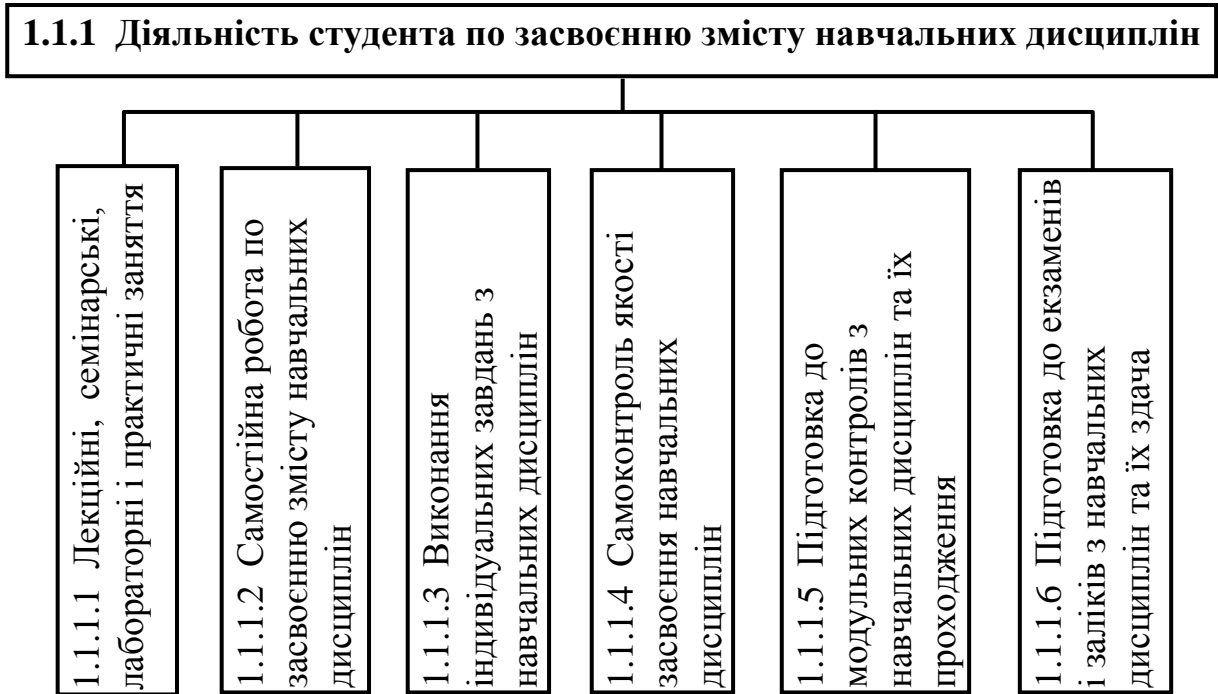 1.1.1 Діяльність студента по засвоєнню змісту навчальних дисциплін
1.1.1.1 Лекційні, семінарські,
лабораторні і практичні заняття
1.1.1.2 Самостійна робота по
засвоєнню змісту навчальних
дисциплін
1.1.1.3 Виконання
індивідуальних завдань з
навчальних дисциплін
1.1.1.4 Самоконтроль якості
засвоєння навчальних
дисциплін
1.1.1.5 Підготовка до
модульних контролів з
навчальних дисциплін та їх
проходження
1.1.1.6 Підготовка до екзаменів
і заліків з навчальних
дисциплін та їх здача